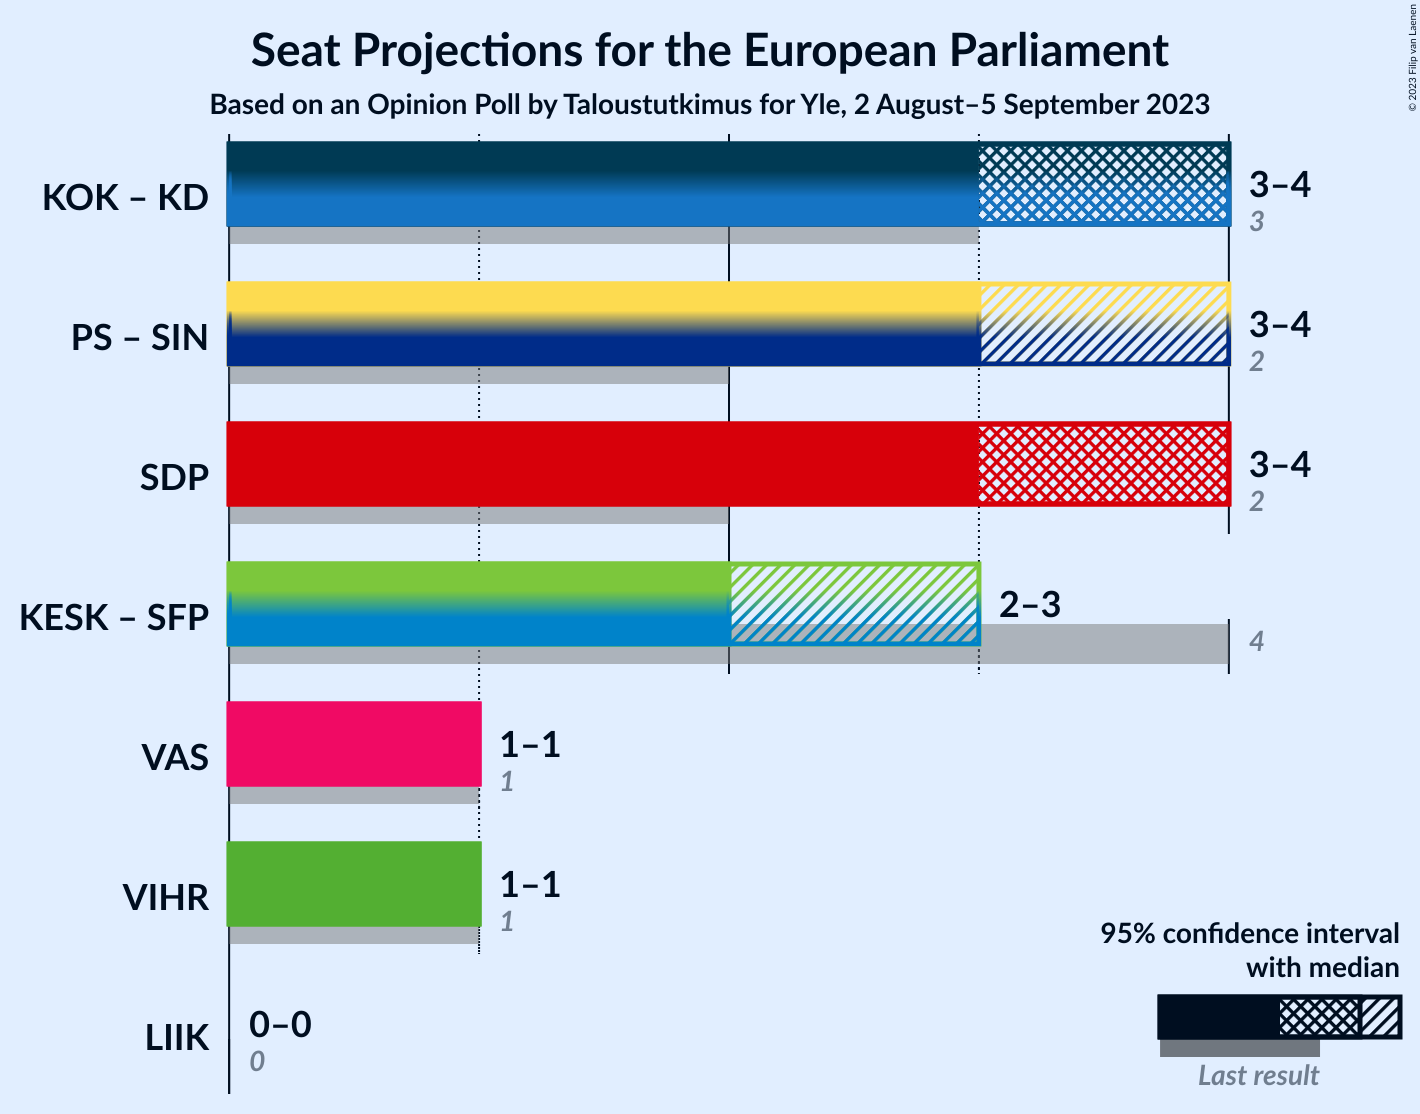 Seat Projections for the European Parliament
Based on an Opinion Poll by Taloustutkimus for Yle, 2 August–5 September 2023
© 2023 Filip van Laenen
KOK – KD
3–4
3
PS – SIN
3–4
2
SDP
3–4
2
KESK – SFP
2–3
4
VAS
1–1
1
VIHR
1–1
1
LIIK
0–0
0
95% confidence interval
with median
Last result